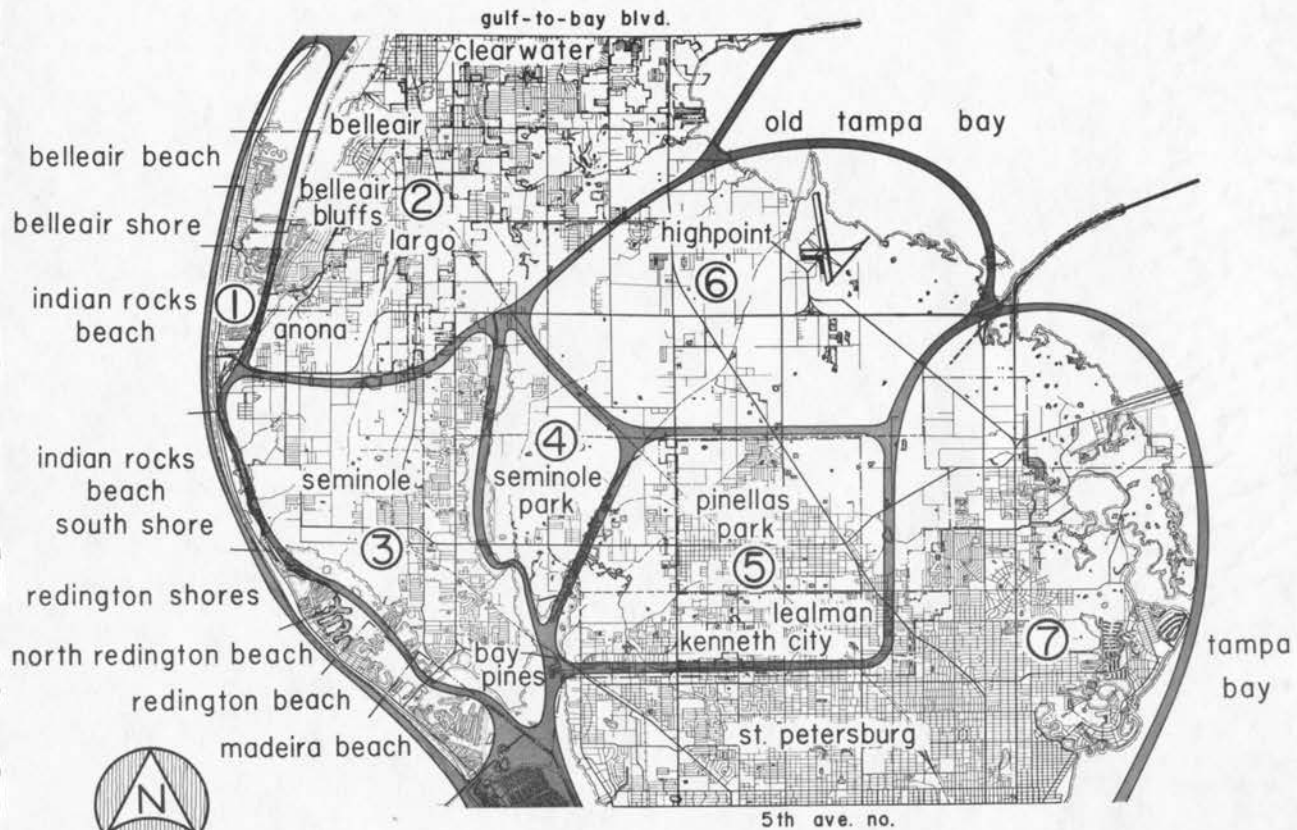 gulf-to-bay blvd.
clearwater
belleair
old tampa bay
belleair beach
belleair
bluffs
②
belleair shore
largo
highpoint
⑥
indian rocks
beach
①
anona
④
indian rocks
beach
south shore
seminole
seminole
park
pinellas
park
③
⑤
redington shores
lealman
kenneth city
⑦
north redington beach
bay
pines
tampa
bay
redington beach
madeira beach
st. petersburg
N
5th ave. no.